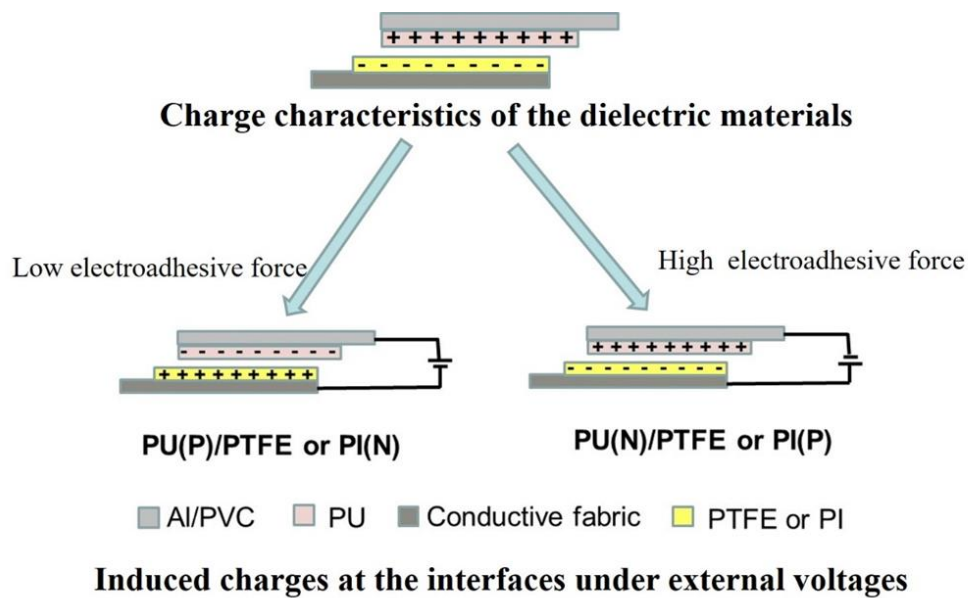 + + + + + + + + +
- - - - - - - - -
Charge characteristics of the dielectric materials
Low electroadhesive force
High electroadhesive force
- - - - - - - - -
+ + + + + + + + +
+ + + + + + + + +
- - - - - - - - -
PU(P)/PTFE or PI(N)
PU(N)/PTFE or PI(P)
Al/PVC PU Conductive fabric PTFE or PI
Induced charges at the interfaces under external voltages